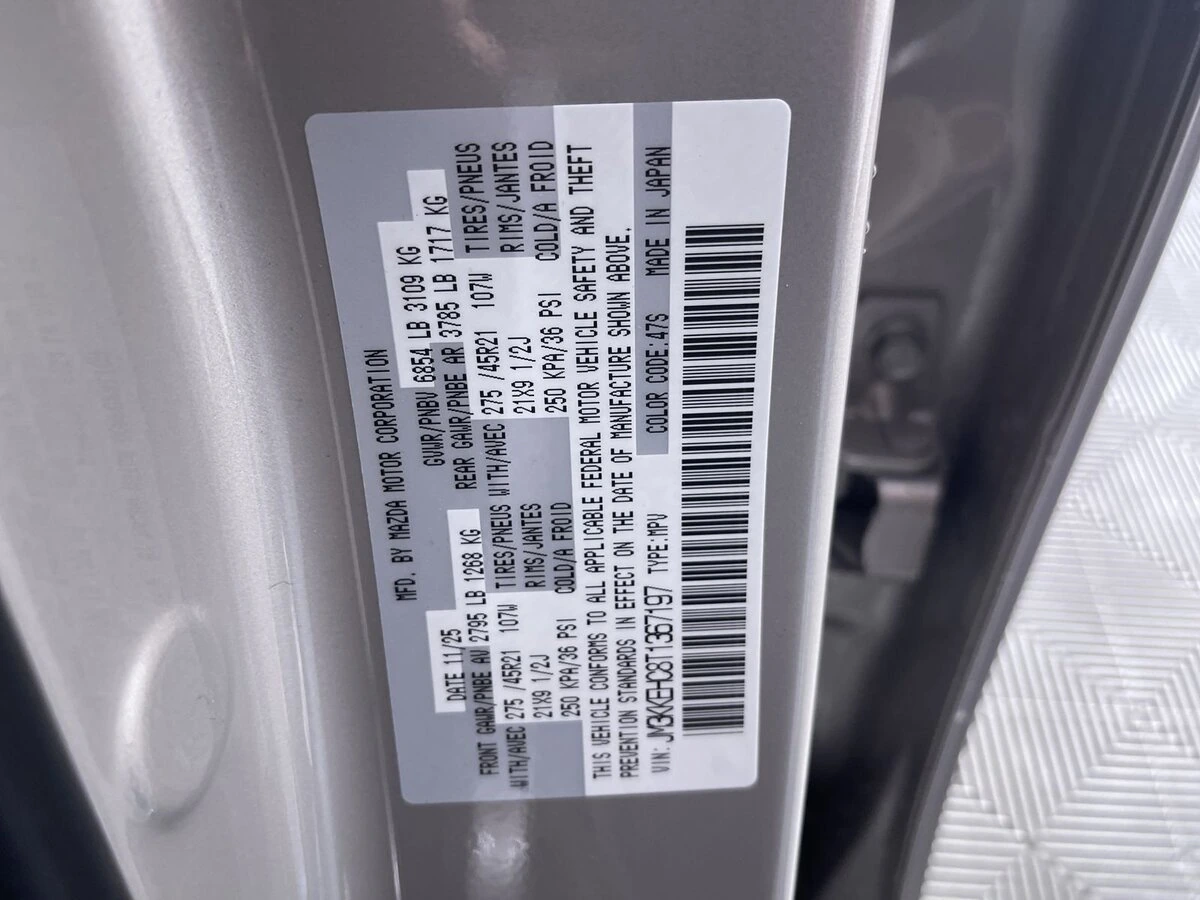 MFD. BY MAZDA MOTOR CORPORATION
DATE 11/25 GVWR/PNBV 6854 LB 3109 KG
FRONT GAWR/PNBE AV 2795 LB 1268 KG REAR GAWR/PNBE AR 3785 LB 1717 KG
WITH/AVEC 275 /45R21 107W TIRES/PNEUS WITH/AVEC 275 /45R21 107W TIRES/PNEUS
21X9 1/2J RIMS/JANTES 21X9 1/2J RIMS/JANTES
250 KPA/36 PSI COLD/A FROID 250 KPA/36 PSI COLD/A FROID
THIS VEHICLE CONFORMS TO ALL APPLICABLE FEDERAL MOTOR VEHICLE SAFETY AND THEFT
PREVENTION STANDARDS IN EFFECT ON THE DATE OF MANUFACTURE SHOWN ABOVE.
VIN: JM3KKEHC8T1367197 TYPE:MPV COLOR CODE:47S MADE IN JAPAN